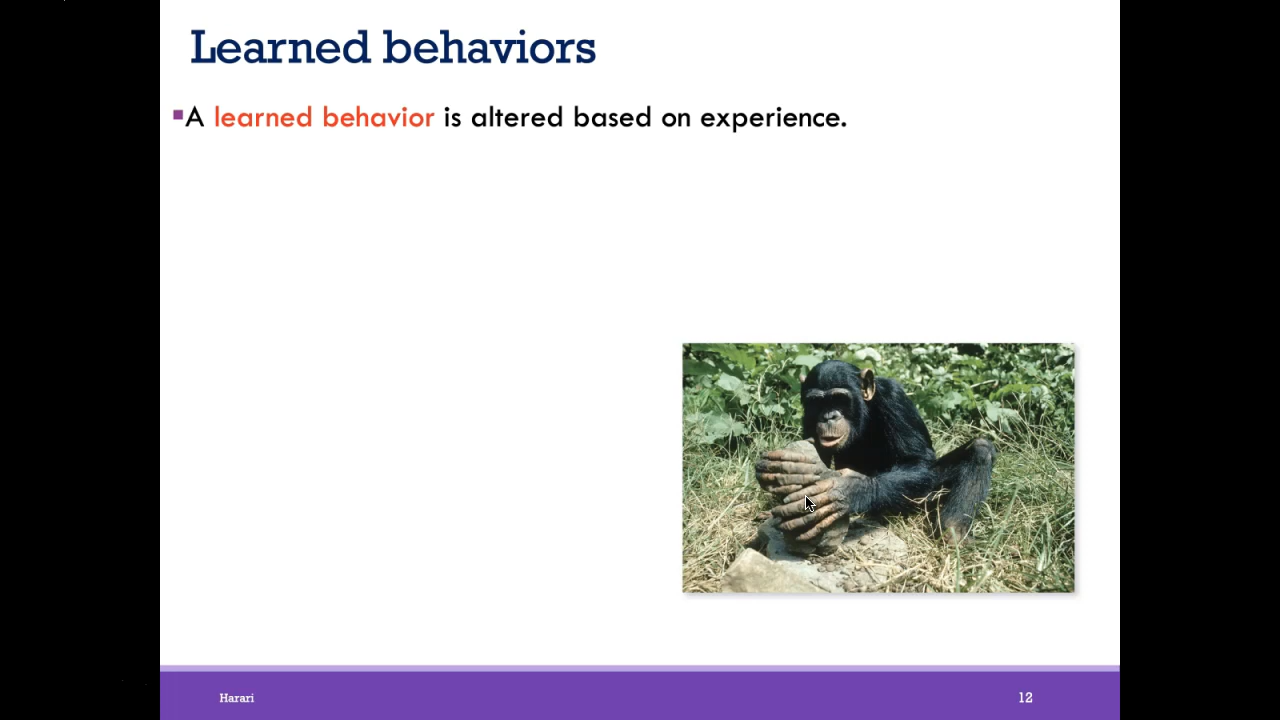 Learned behaviors
▪A learned behavior is altered based on experience.
Harari
12